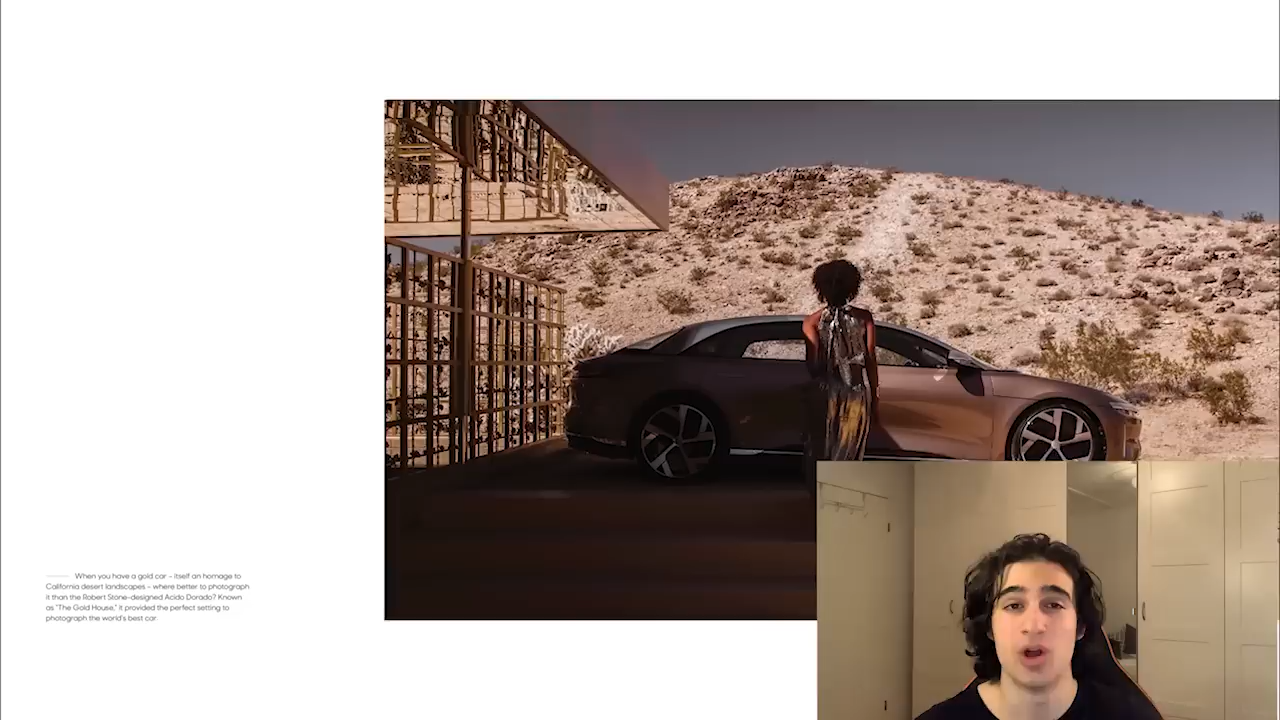 When you have a gold car – itself an homage to
California desert landscapes – where better to photograph
it than the Robert Stone-designed Acido Dorado? Known
as "The Gold House," it provided the perfect setting to
photograph the world's best car